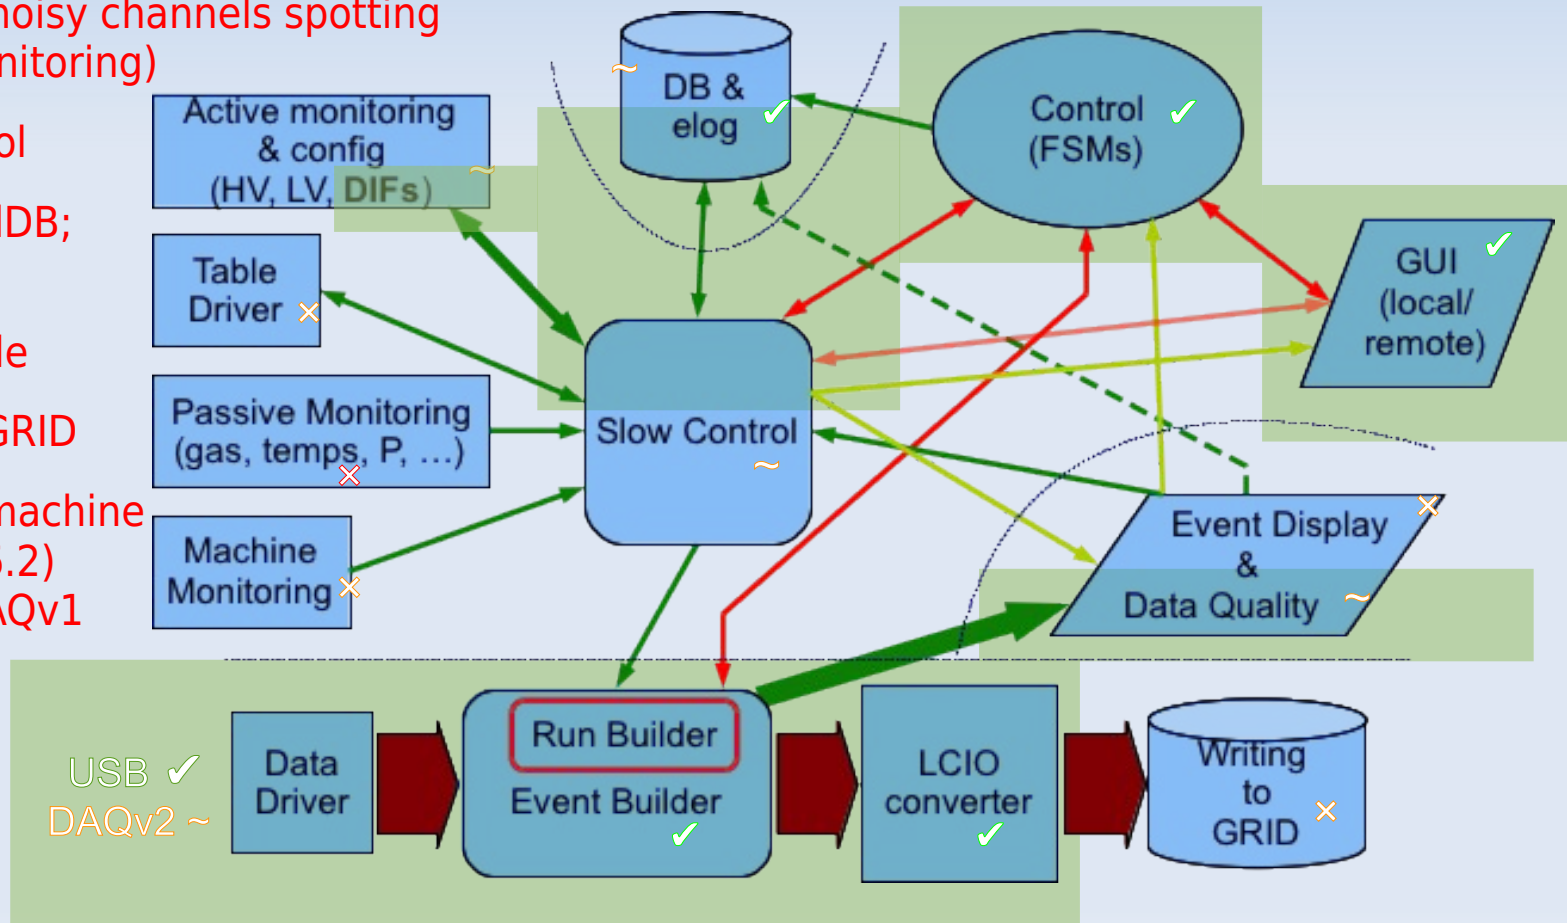 noisy channels spotting
nitoring)
ol
DB;
le
GRID
machine
.2)
AQv1
DB &
elog
Control
(FSMs)
Active monitoring
& config
(HV, LV, DIFs)
Table
Driver
GUI
(local/
remote)
Passive Monitoring
(gas, temps, P, ...)
Slow Control
Machine
Monitoring
Event Display
&
Data Quality
USB ✓
DAQv2 ~
Data
Driver
Run Builder
Event Builder
LCIO
converter
Writing
to
GRID